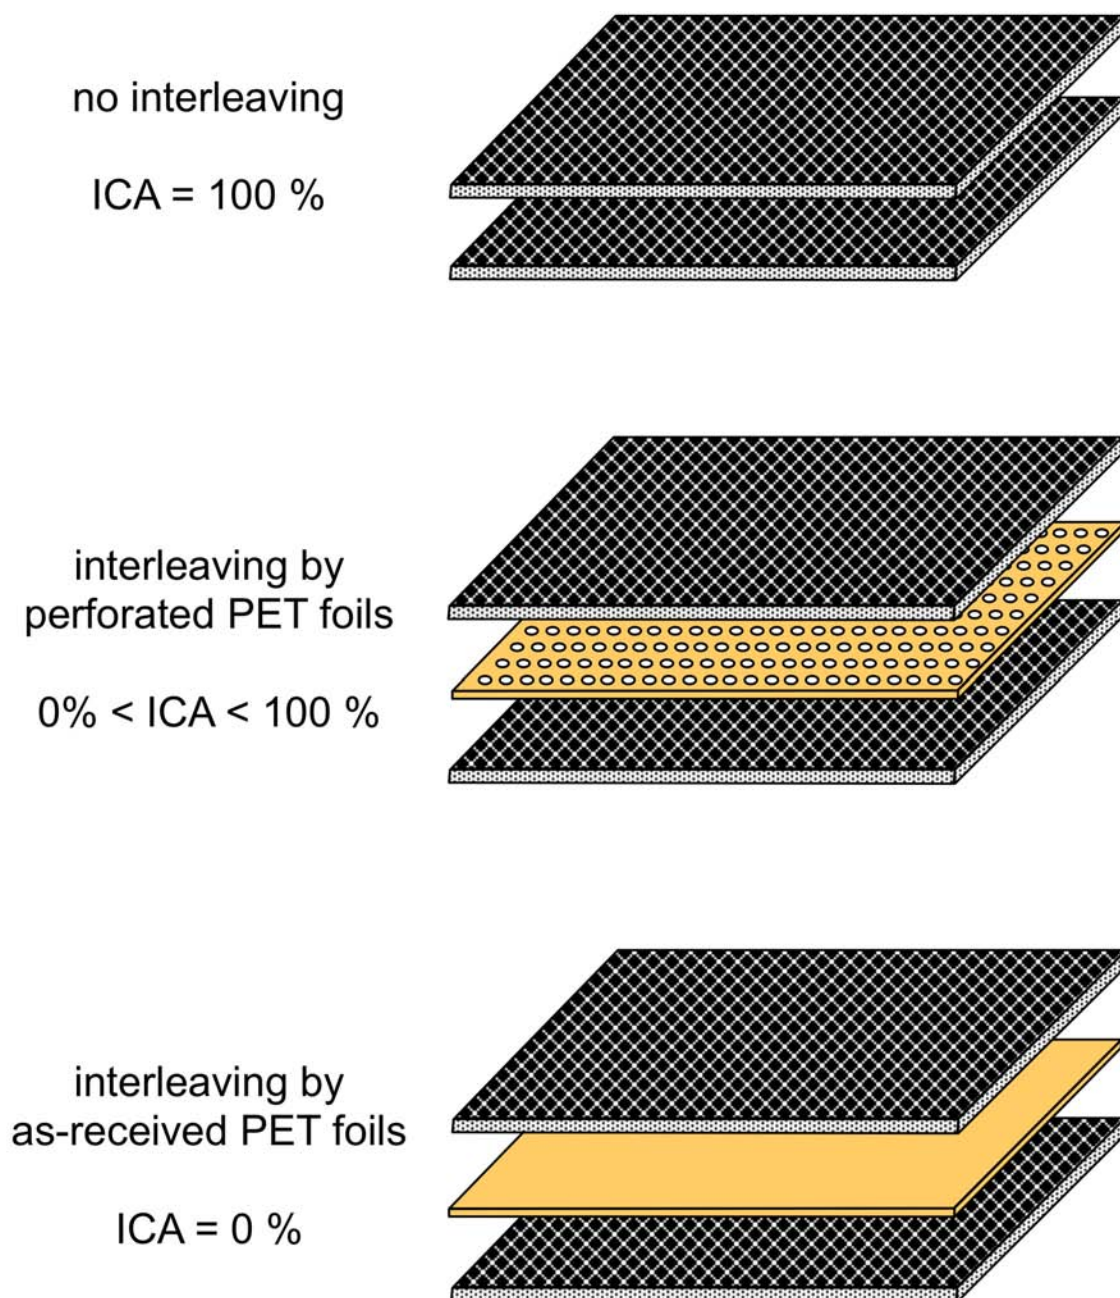 no interleaving
ICA = 100 %
interleaving by
perforated PET foils
0% < ICA < 100 %
interleaving by
as-received PET foils
ICA = 0 %